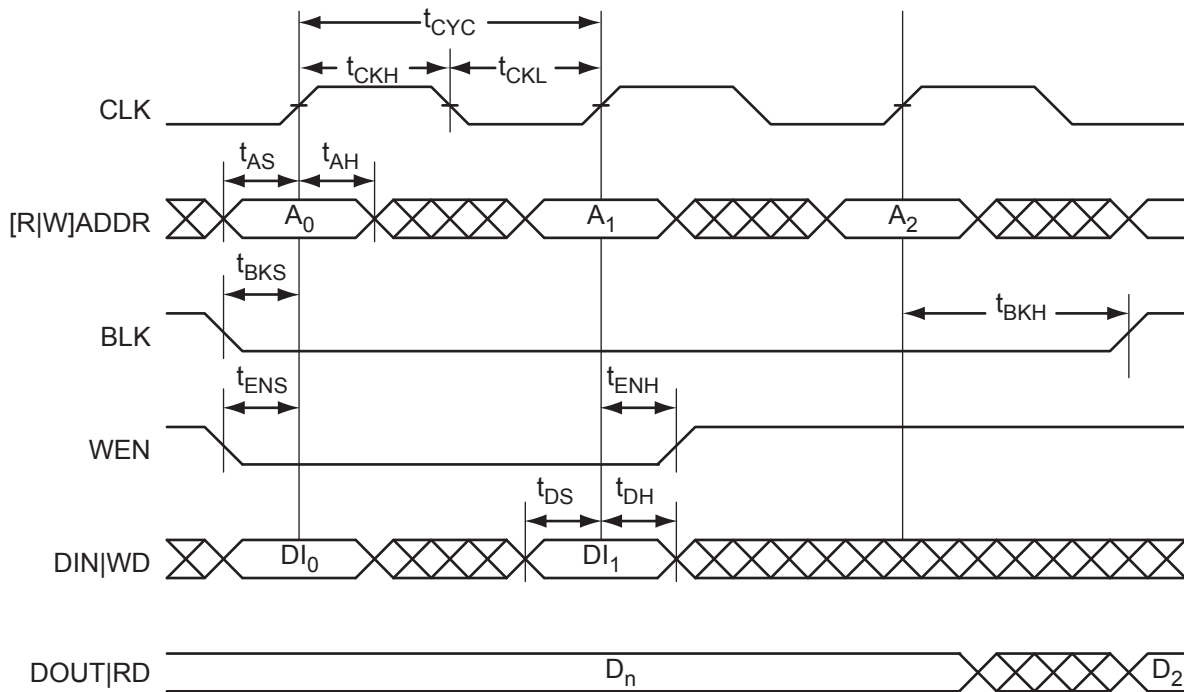 tCYC
tCKH tCKL
CLK
tAS tAH
[R|W]ADDR A0 A1 A2
tBKS tBKH
BLK
tENS tENH
WEN
tDS tDH
DIN|WD DI0 DI1
DOUT|RD Dn D2